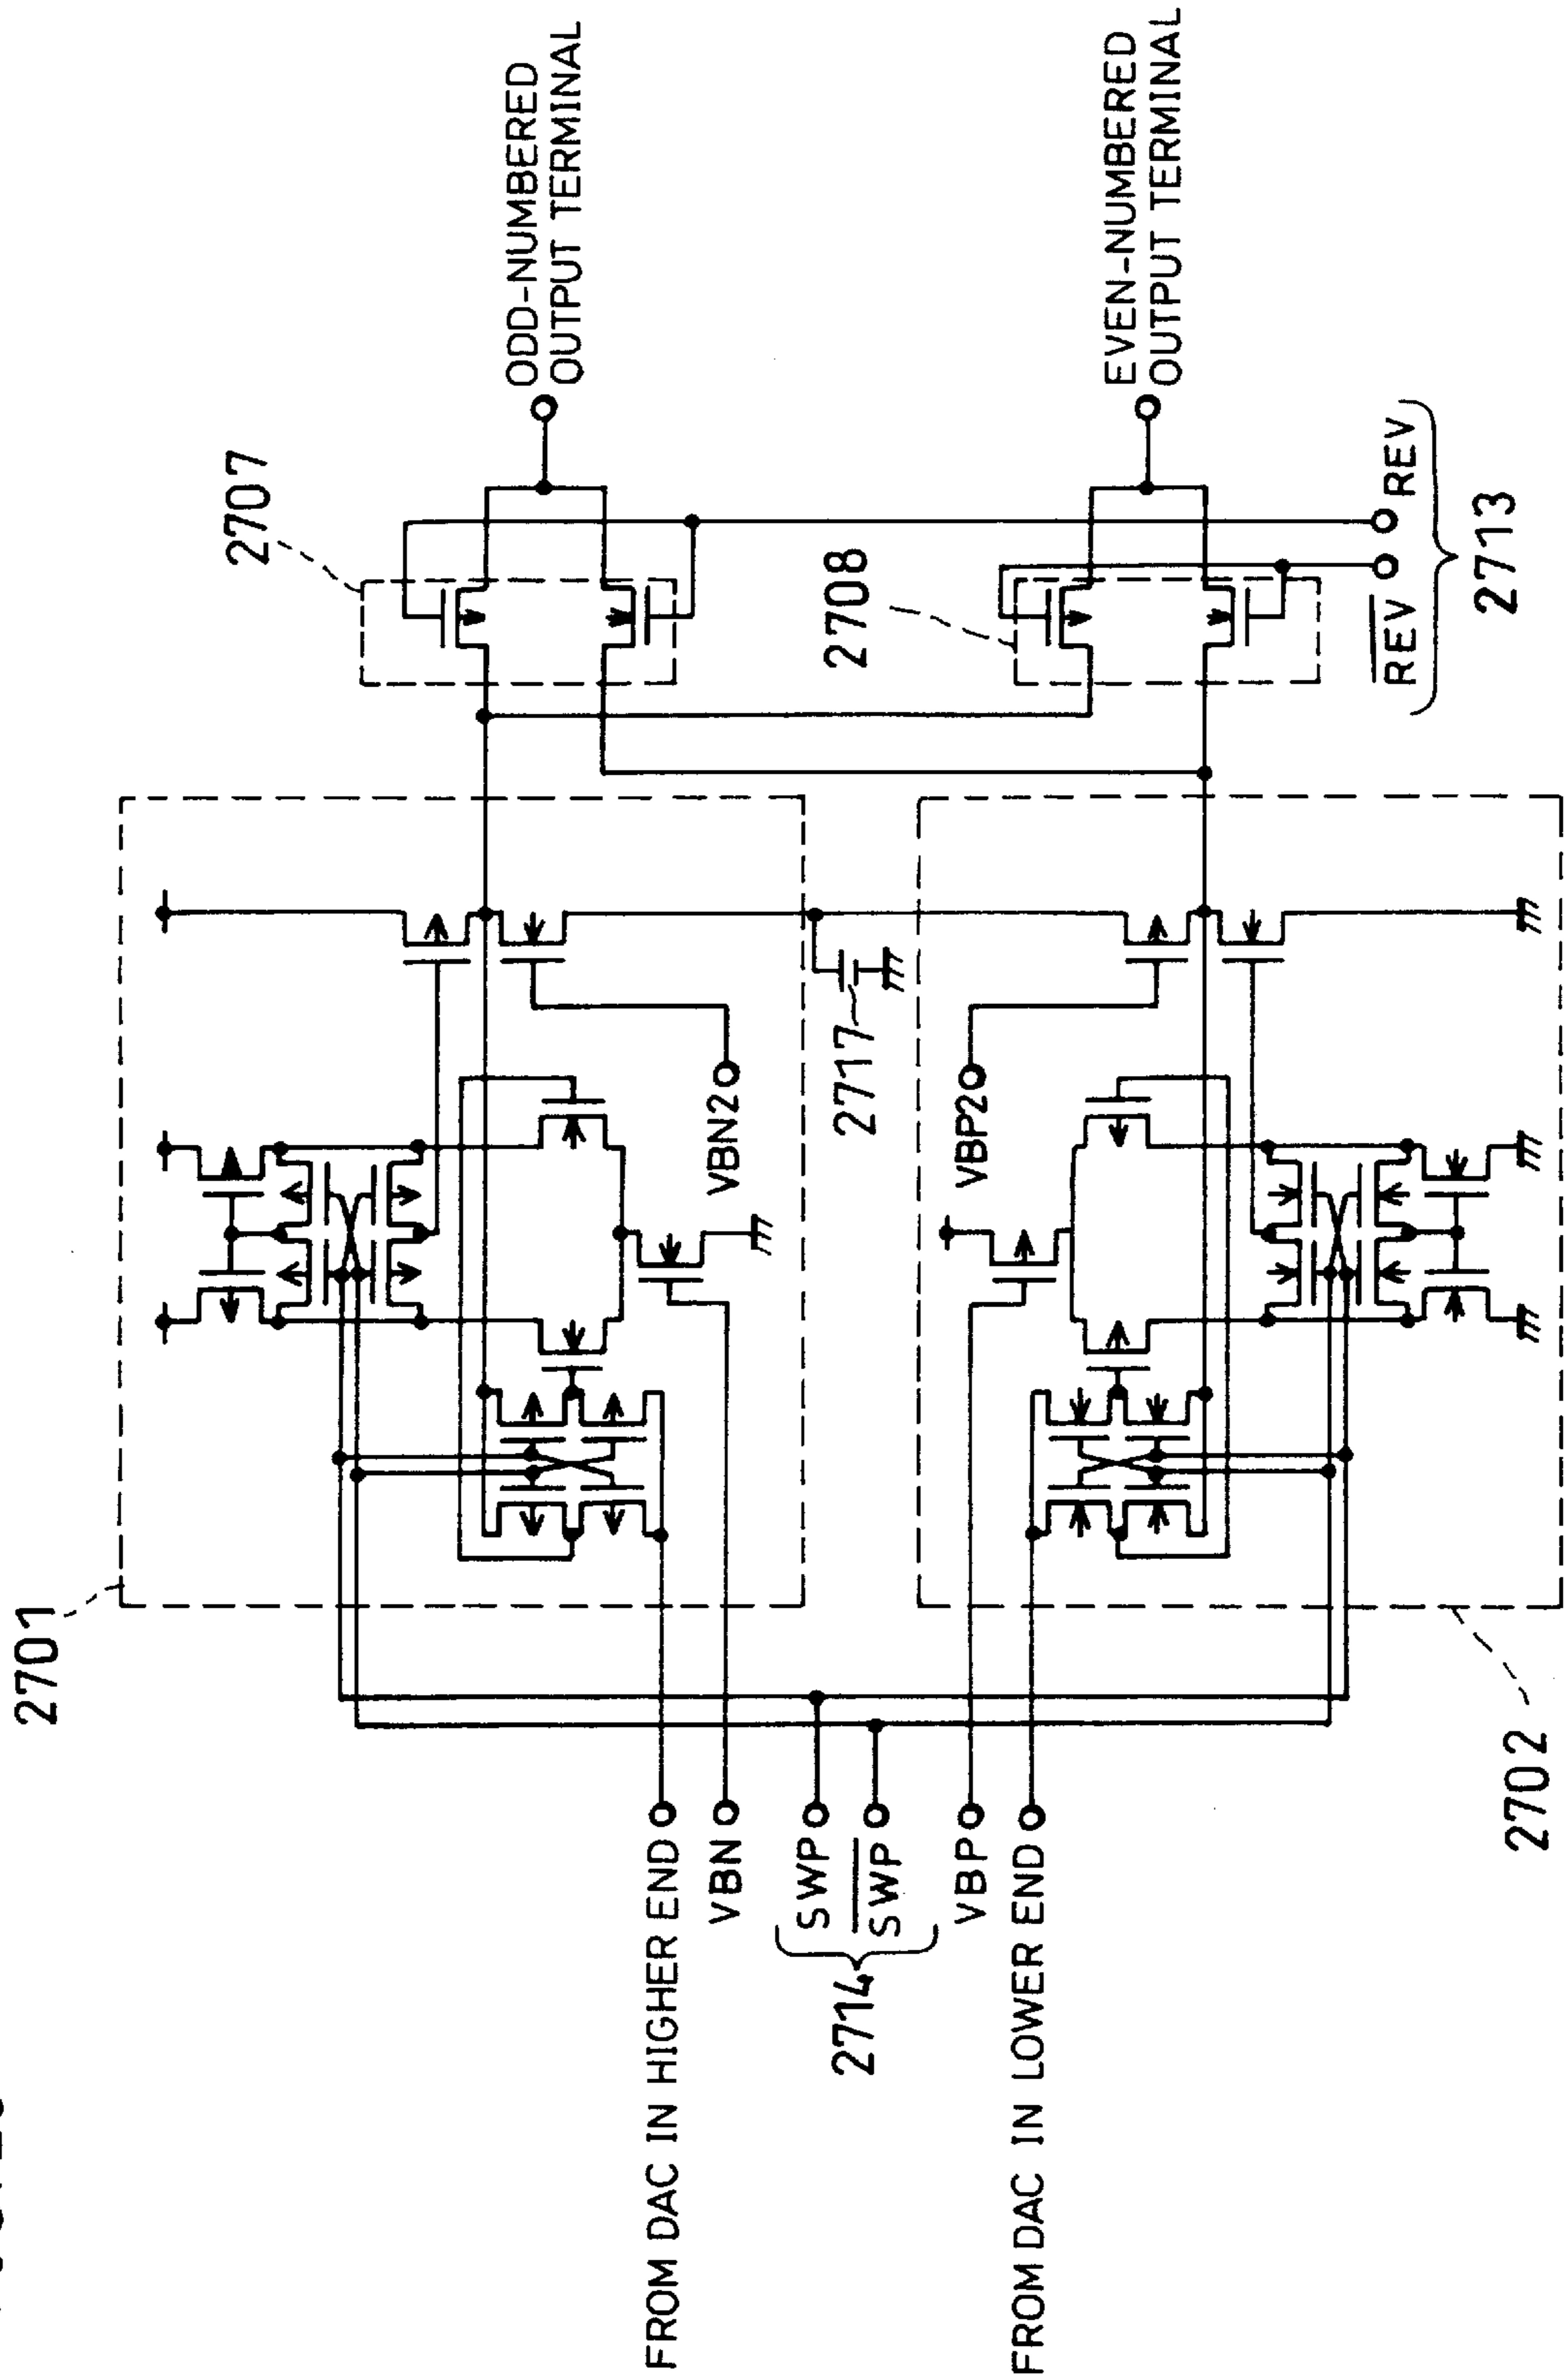 2701
2707
ODD-NUMBERED
OUTPUT TERMINAL
FROM DAC IN HIGHER END
VBN
VBN2
SWP
SWP
2714
2717
VBP
VBP2
FROM DAC IN LOWER END
2708
EVEN-NUMBERED
OUTPUT TERMINAL
REV
REV
2713
2702